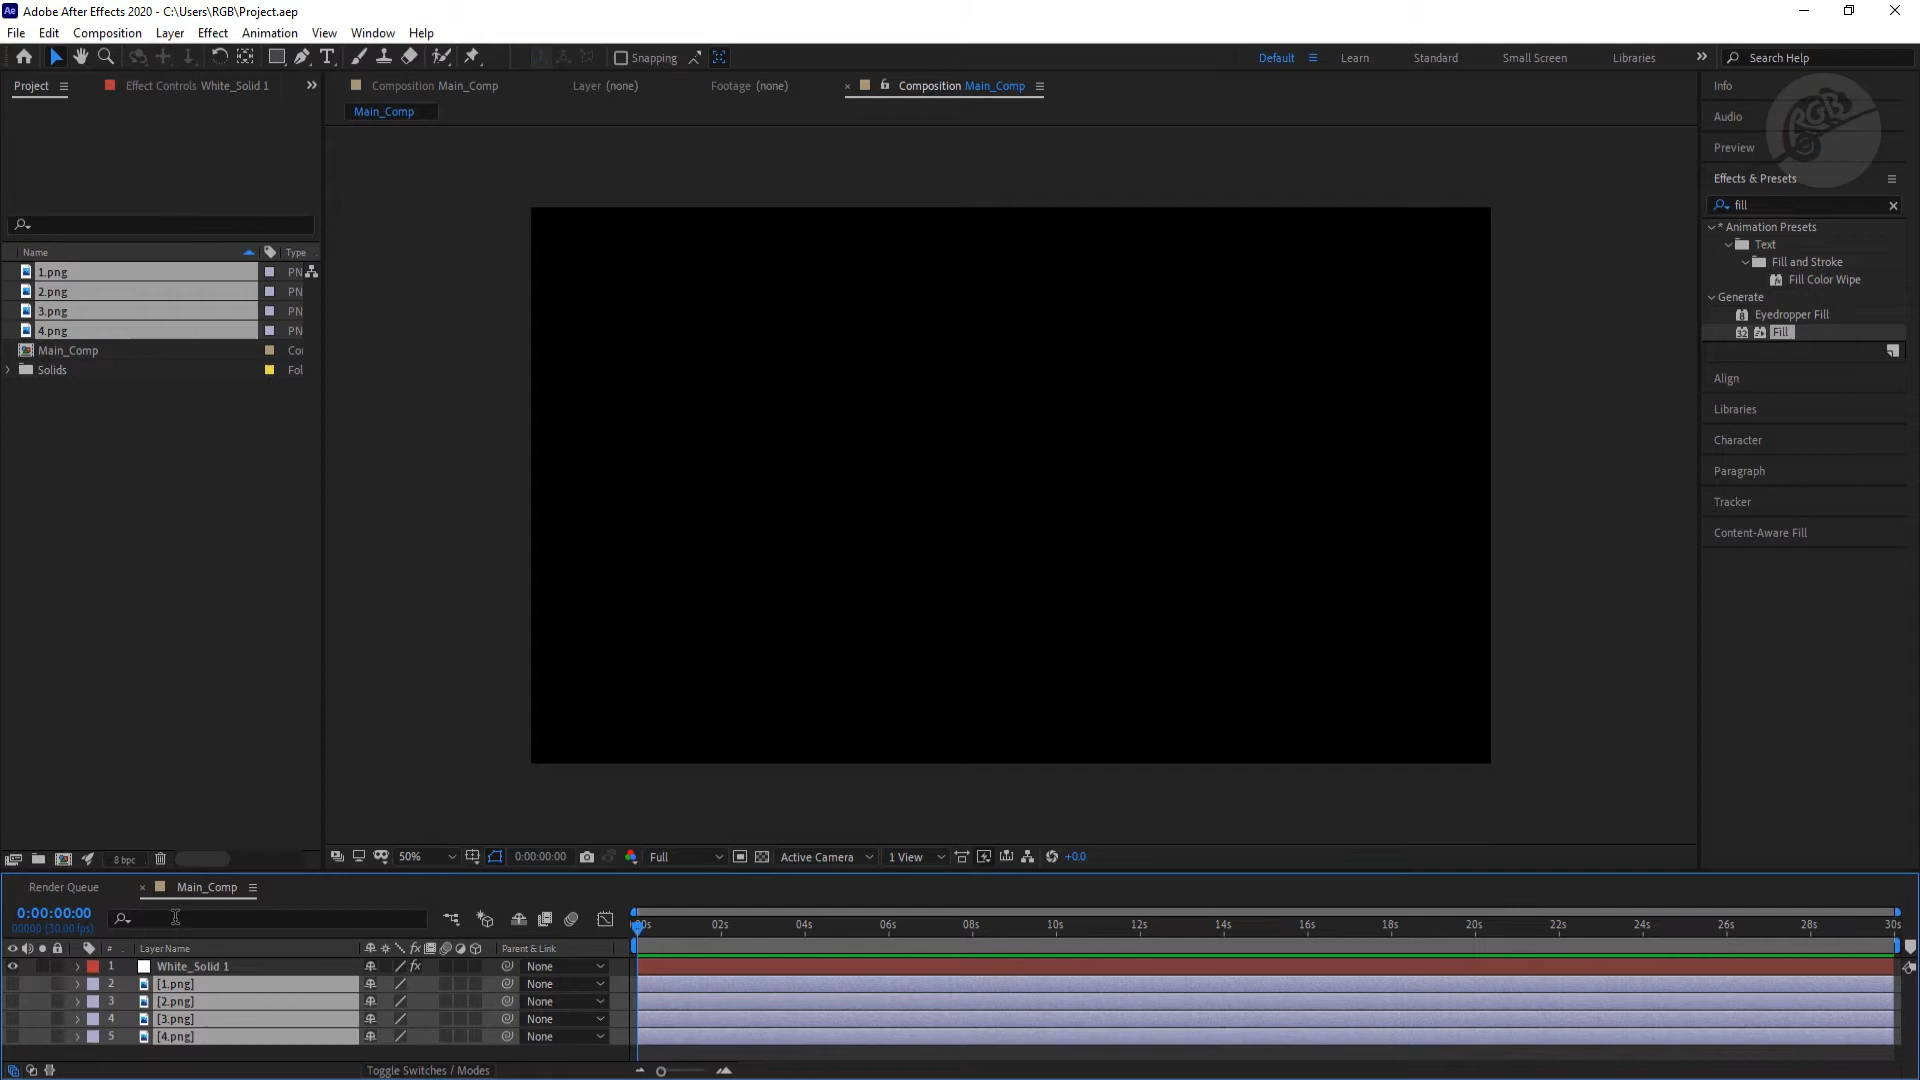 Adobe After Effects 2020 - C:\Users\RGB\Project.aep
File Edit Composition Layer Effect Animation View Window Help
Snapping Default Learn Standard Small Screen Libraries Search Help
Project Effect Controls White_Solid 1 Composition Main_Comp Layer (none) Footage (none) Composition Main_Comp Info
Main_Comp
Audio
RGB
Preview
Effects & Presets
fill
* Animation Presets
Text
Fill and Stroke
Fill Color Wipe
Generate
Eyedropper Fill
Fill
Align
Libraries
Character
Paragraph
Tracker
Content-Aware Fill
Name Type
1.png PN
2.png PN
3.png PN
4.png PN
Main_Comp Coı
Solids Fol
8 bpc 50% 0:00:00:00 Full Active Camera 1 View +0.0
Render Queue Main_Comp
0:00:00:00
00000 (30.00 fps)
00s 02s 04s 06s 08s 10s 12s 14s 16s 18s 20s 22s 24s 26s 28s 30s
# Layer Name Parent & Link
1 White_Solid 1 fx None
2 [1.png] None
3 [2.png] None
4 [3.png] None
5 [4.png] None
Toggle Switches / Modes